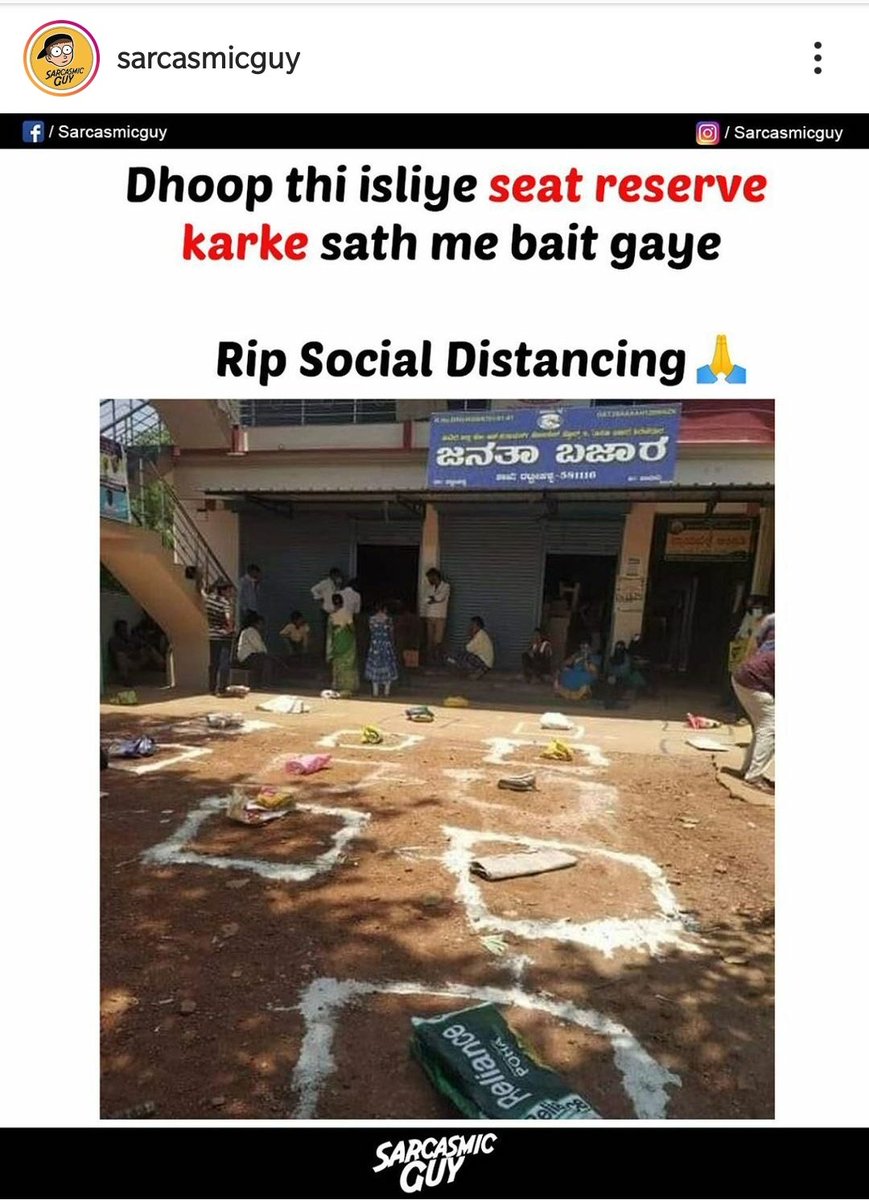 SARCASMIC
GUY
sarcasmicguy
/ Sarcasmicguy
/ Sarcasmicguy
Dhoop thi isliye seat reserve
karke sath me bait gaye
Rip Social Distancing🙏
ಜನತಾ ಬಜಾರ
-581116
Reliance
POHA
SARCASMIC
GUY